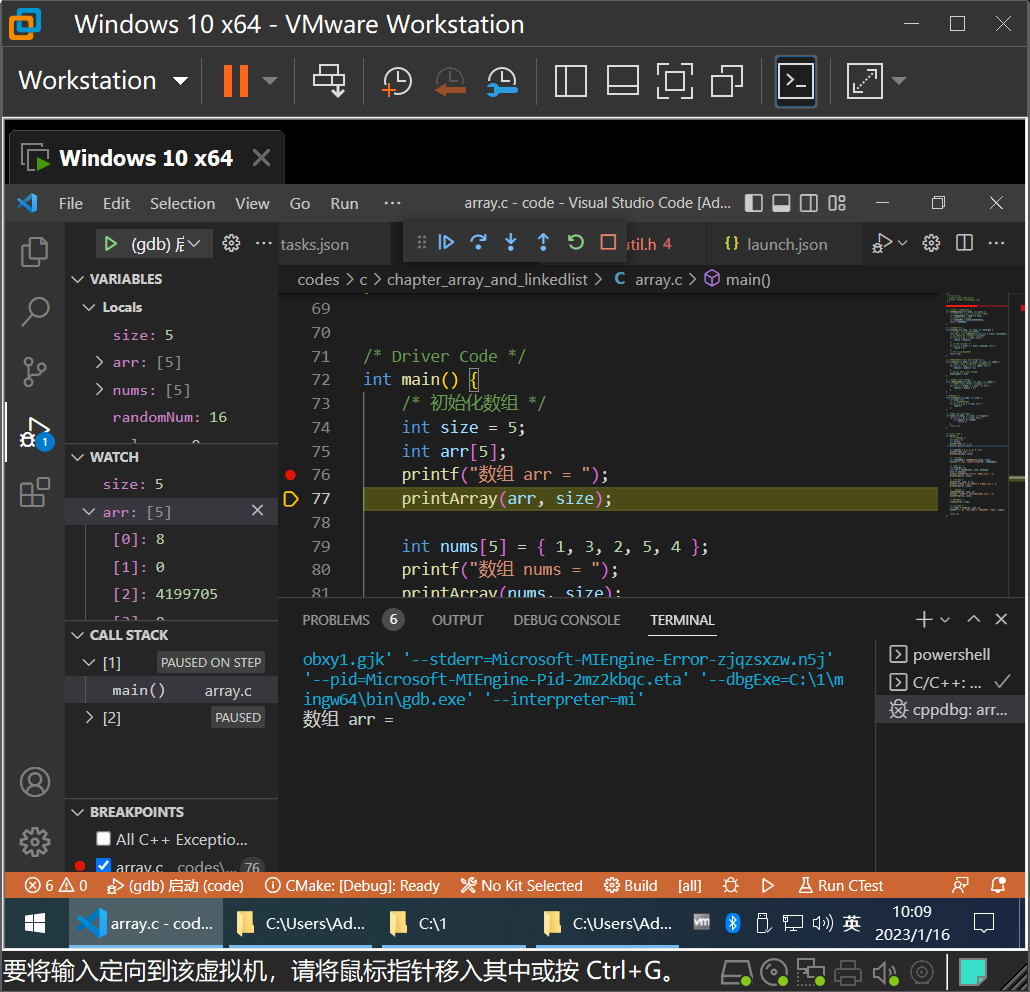 Windows 10 x64 - VMware Workstation
Workstation
Windows 10 x64
File Edit Selection View Go Run ··· array.c - code - Visual Studio Code [Ad...
(gdb) 启 ··· tasks.json util.h 4 launch.json ···
VARIABLES
codes > c > chapter_array_and_linkedlist > C array.c > main()
Locals
size: 5
arr: [5]
nums: [5]
randomNum: 16
WATCH
size: 5
arr: [5]
[0]: 8
[1]: 0
[2]: 4199705
CALL STACK
[1] PAUSED ON STEP
main() array.c
[2] PAUSED
BREAKPOINTS
All C++ Exceptio...
array.c codes\... 76
69
70
71 /* Driver Code */
72 int main() {
73 /* 初始化数组 */
74 int size = 5;
75 int arr[5];
76 printf("数组 arr = ");
77 printArray(arr, size);
78
79 int nums[5] = { 1, 3, 2, 5, 4 };
80 printf("数组 nums = ");
81 printArray(nums, size);
PROBLEMS 6 OUTPUT DEBUG CONSOLE TERMINAL
obxy1.gjk' '--stderr=Microsoft-MIEngine-Error-zjqzsxzw.n5j'
'--pid=Microsoft-MIEngine-Pid-2mz2kbqc.eta' '--dbgExe=C:\1\m
ingw64\bin\gdb.exe' '--interpreter=mi'
数组 arr =
powershell
C/C++: ...
cppdbg: arr...
6 0 (gdb) 启动 (code) CMake: [Debug]: Ready No Kit Selected Build [all] Run CTest
array.c - cod... C:\Users\Ad... C:\1 C:\Users\Ad... vm 英 10:09
2023/1/16
要将输入定向到该虚拟机，请将鼠标指针移入其中或按 Ctrl+G。